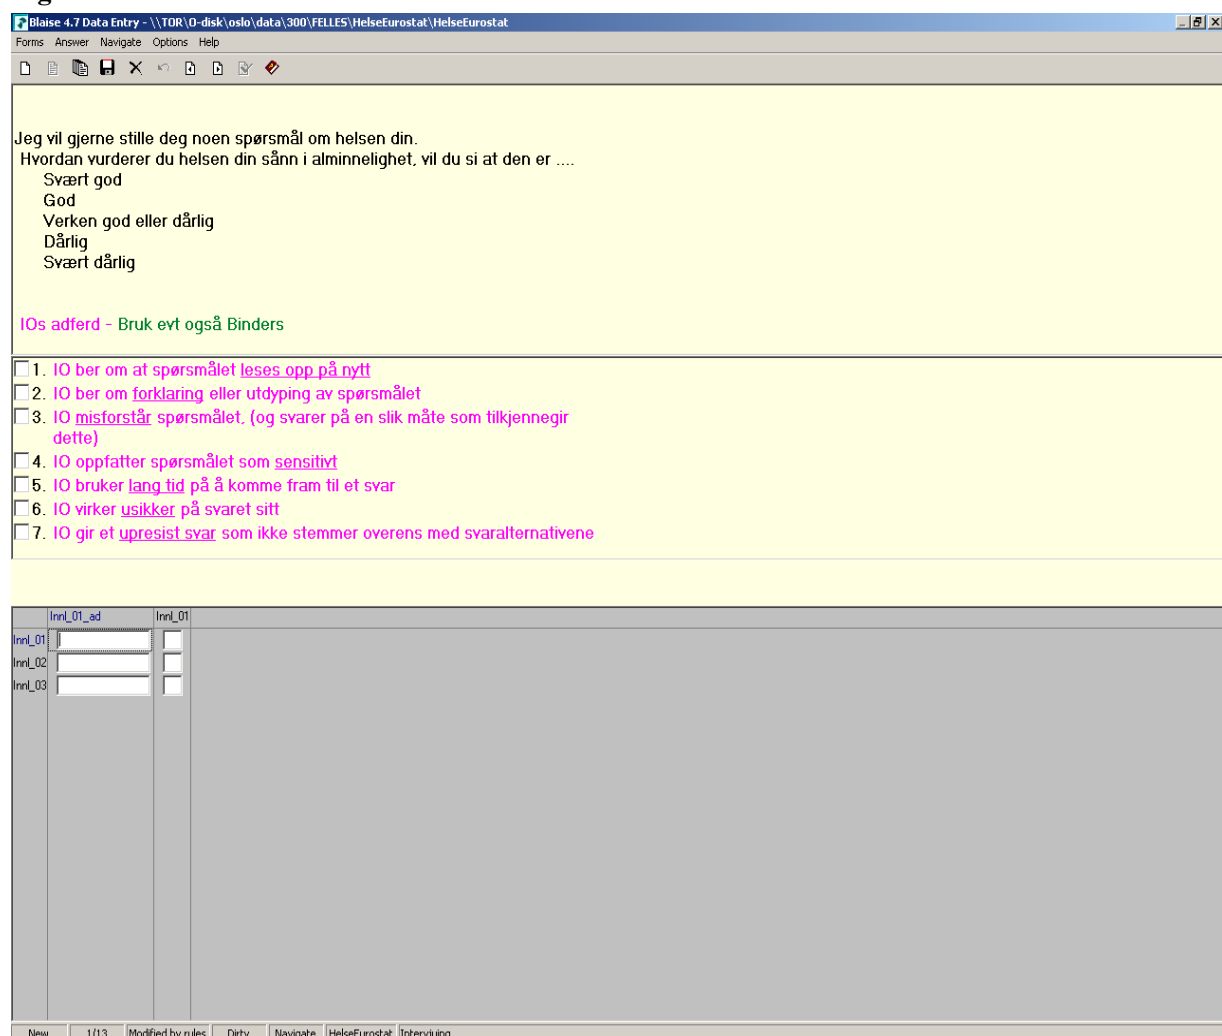 Blaise 4.7 Data Entry - \\TOR\O-disk\oslo\data\300\FELLES\HelseEurostat\HelseEurostat
Forms Answer Navigate Options Help
Jeg vil gjerne stille deg noen spørsmål om helsen din.
Hvordan vurderer du helsen din sånn i alminnelighet, vil du si at den er ....
Svært god
God
Verken god eller dårlig
Dårlig
Svært dårlig
IOs adferd - Bruk evt også Binders
1. IO ber om at spørsmålet leses opp på nytt
2. IO ber om forklaring eller utdyping av spørsmålet
3. IO misforstår spørsmålet, (og svarer på en slik måte som tilkjennegir
dette)
4. IO oppfatter spørsmålet som sensitivt
5. IO bruker lang tid på å komme fram til et svar
6. IO virker usikker på svaret sitt
7. IO gir et upresist svar som ikke stemmer overens med svaralternativene
Innl_01_ad Innl_01
Innl_01
Innl_02
Innl_03
New 1/13 Modified by rules Dirty Navigate HelseEurostat Interviuing